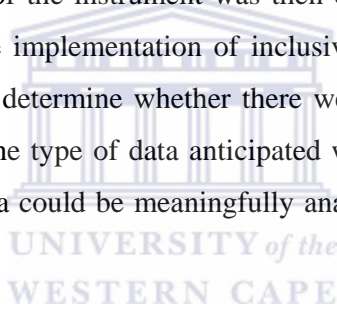 of the instrument was then
implementation of inclusiv
determine whether there we
he type of data anticipated w
a could be meaningfully ana
UNIVERSITY of the
WESTERN CAPE